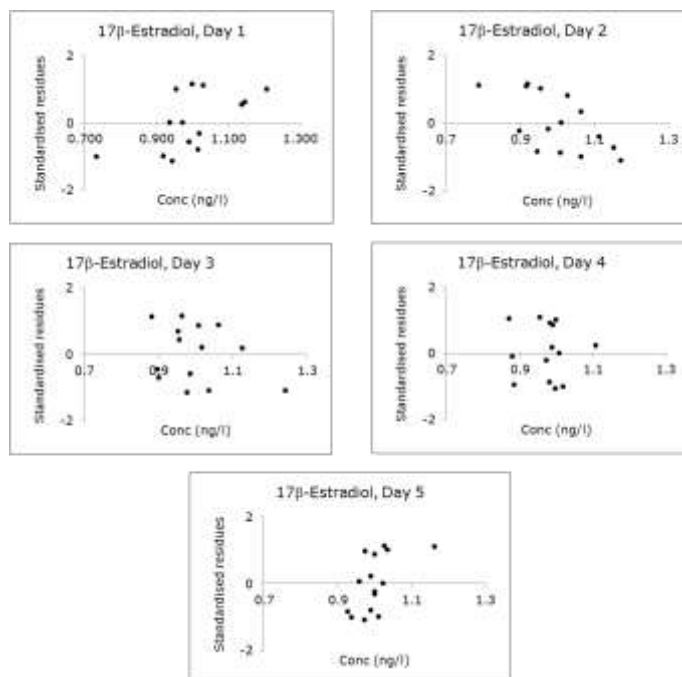 17β-Estradiol, Day 1
Standardised residues
2
0
-2
0.700
0.900
1.100
1.300
Conc (ng/l)
17β-Estradiol, Day 2
Standardised residues
2
0
-2
0.7
0.9
1.1
1.3
Conc (ng/l)
17β-Estradiol, Day 3
Standardised residues
2
0
-2
0.7
0.9
1.1
1.3
Conc (ng/l)
17β-Estradiol, Day 4
Standardised residues
2
0
-2
0.7
0.9
1.1
1.3
Conc (ng/l)
17β-Estradiol, Day 5
Standardised residues
2
0
-2
0.7
0.9
1.1
1.3
Conc (ng/l)